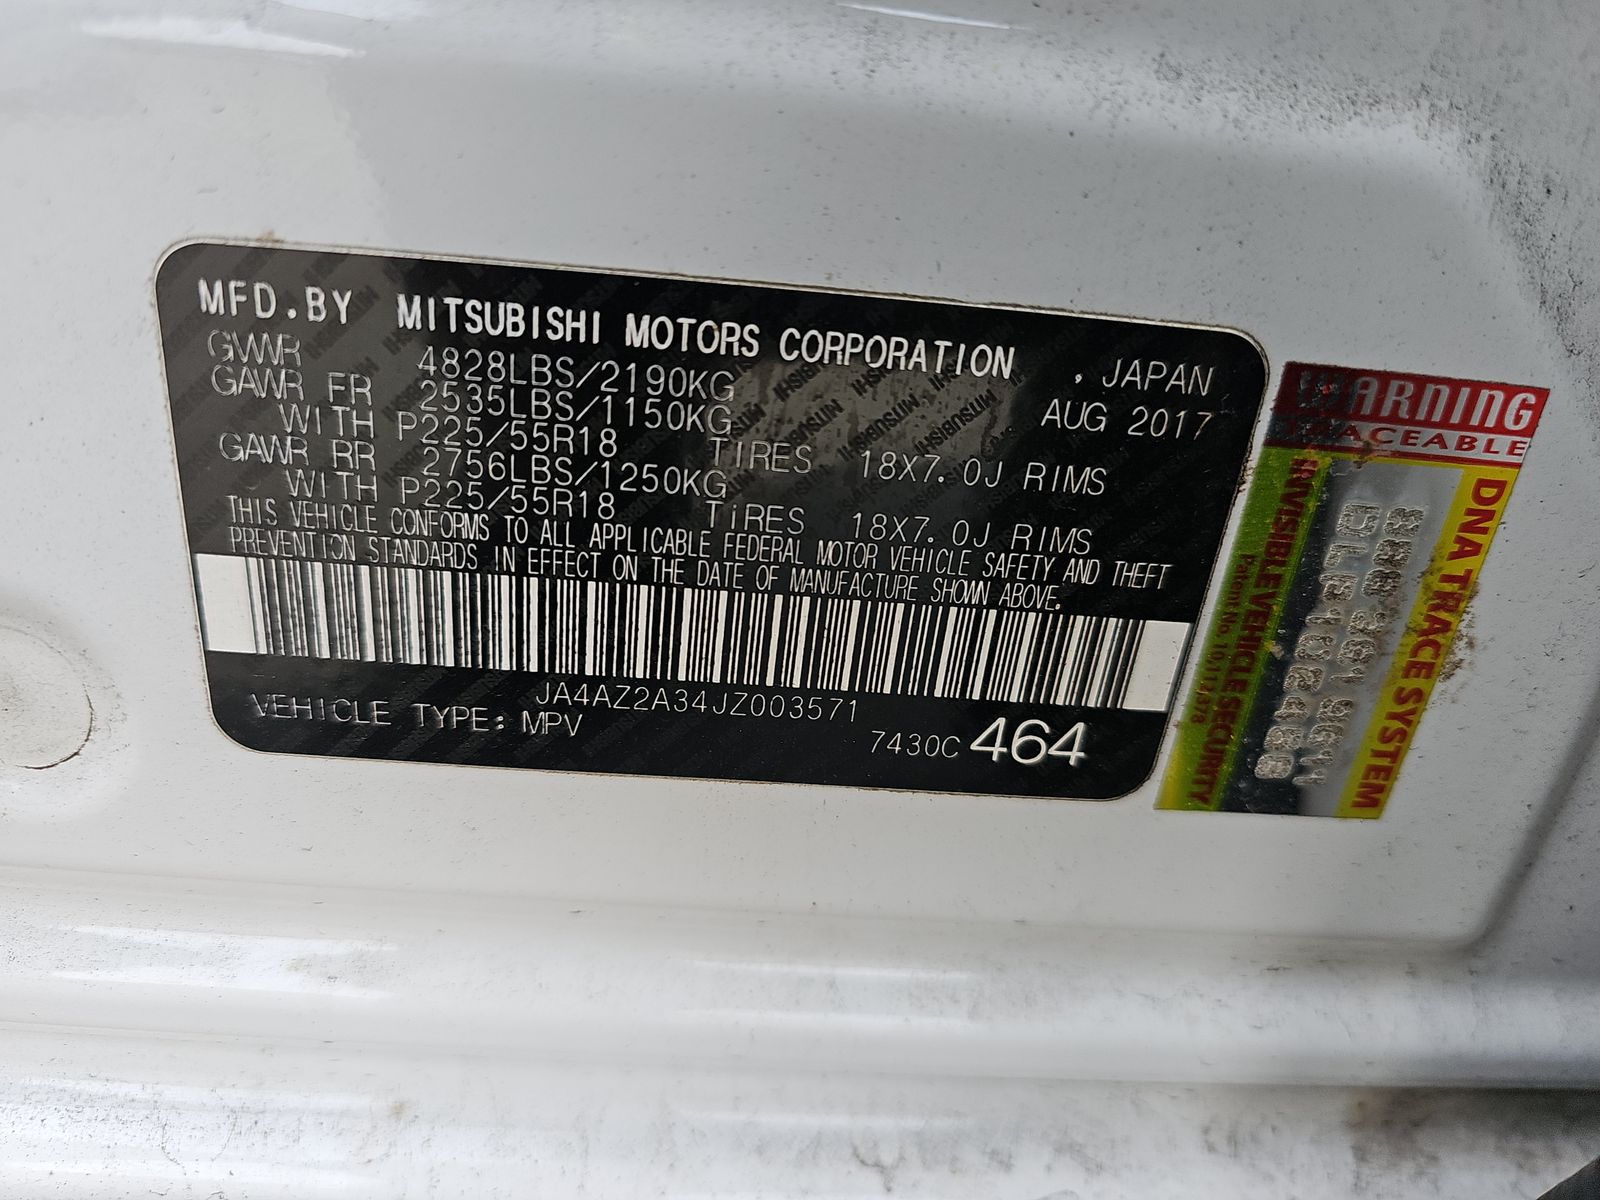 MFD.BY MITSUBISHI MOTORS CORPORATION , JAPAN
GVWR 4828LBS/2190KG AUG 2017
GAWR FR 2535LBS/1150KG
WITH P225/55R18 TIRES 18X7.0J RIMS
GAWR RR 2756LBS/1250KG
WITH P225/55R18 TIRES 18X7.0J RIMS
THIS VEHICLE CONFORMS TO ALL APPLICABLE FEDERAL MOTOR VEHICLE SAFETY AND THEFT
PREVENTION STANDARDS IN EFFECT ON THE DATE OF MANUFACTURE SHOWN ABOVE.
JA4AZ2A34JZ003571
VEHICLE TYPE: MPV
7430C 464
WARNING
TRACEABLE
DNA TRACE SYSTEM
INVISIBLE VEHICLE SECURITY